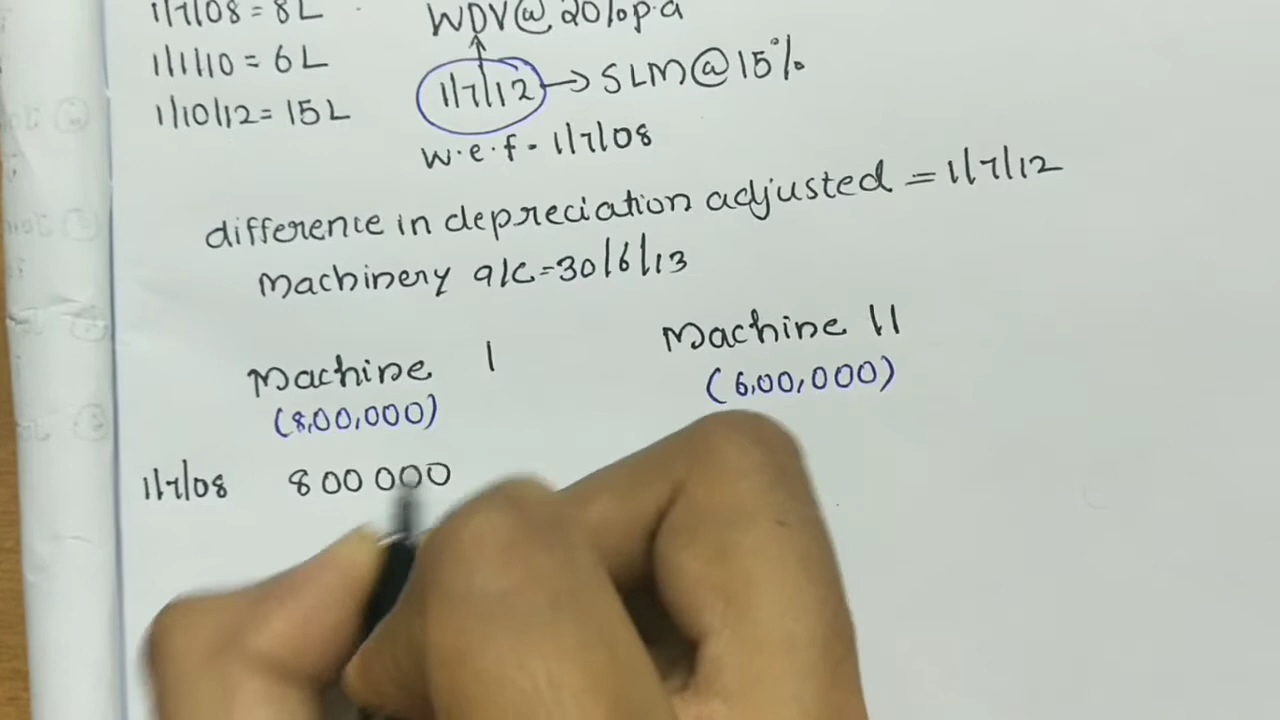 1/7/08 = 8L
WDV@20%p.a
1/1/10 = 6L
1/7/12 → SLM@15%
1/10/12 = 15L
w.e.f. 1/7/08
difference in depreciation adjusted = 1/7/12
Machinery a/c = 30/6/13
Machine I
Machine II
(8,00,000)
(6,00,000)
1/7/08 800000